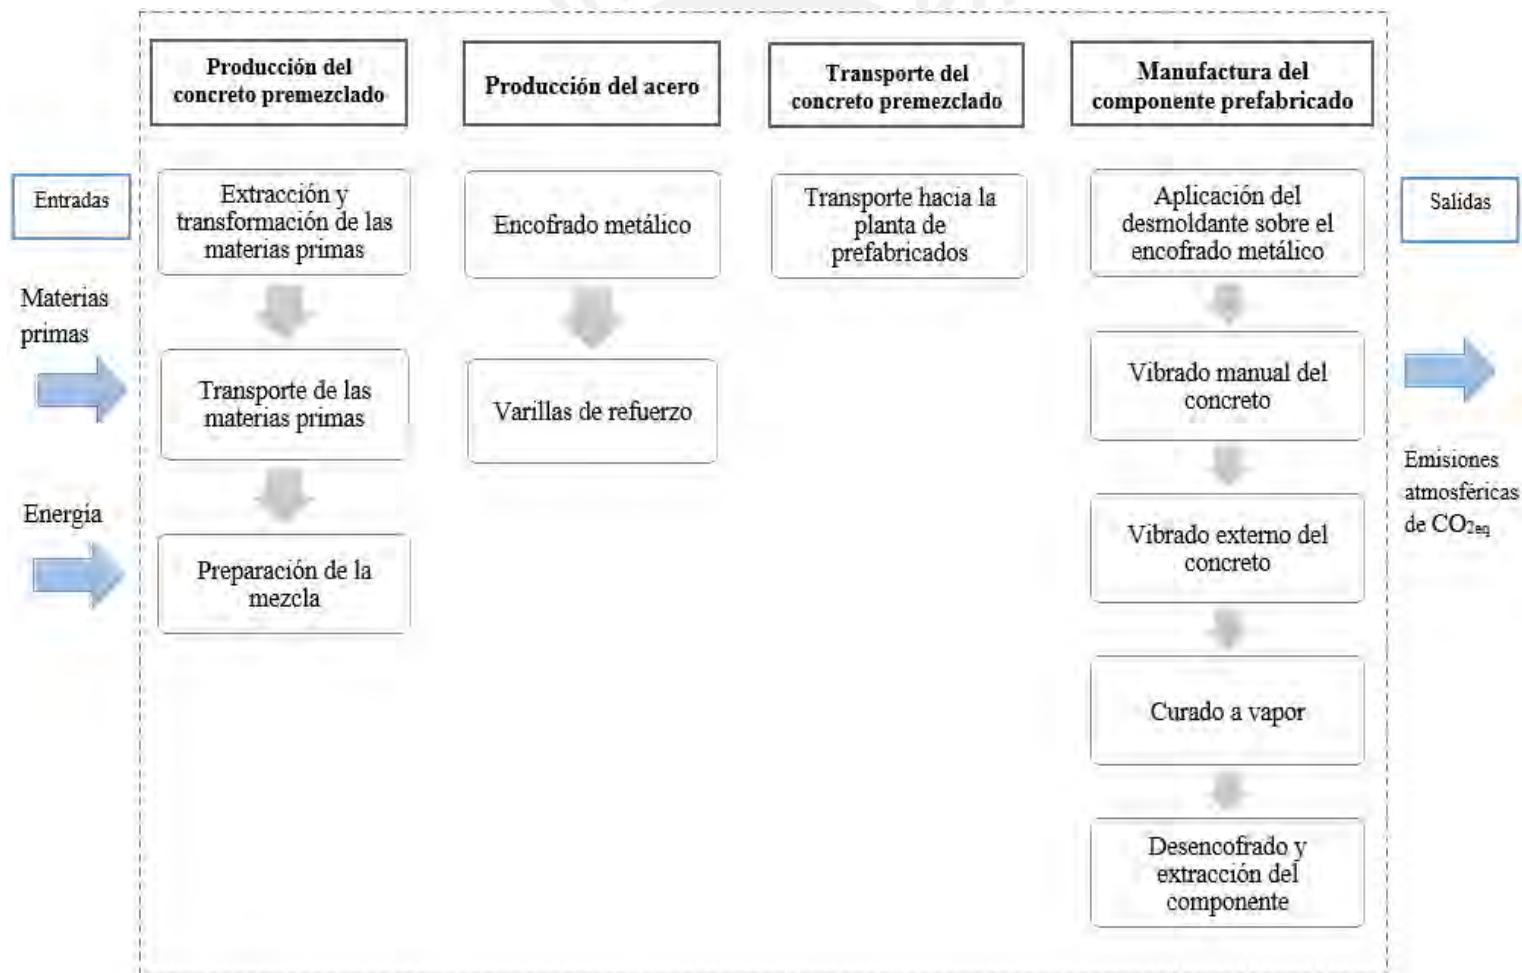 Producción del
concreto premezclado
Producción del acero
Transporte del
concreto premezclado
Manufactura del
componente prefabricado
Entradas
Materias
primas
Energía
Extracción y
transformación de las
materias primas
Transporte de las
materias primas
Preparación de la
mezcla
Encofrado metálico
Varillas de refuerzo
Transporte hacia la
planta de
prefabricados
Aplicación del
desmoldante sobre el
encofrado metálico
Vibrado manual del
concreto
Vibrado externo del
concreto
Curado a vapor
Desencofrado y
extracción del
componente
Salidas
Emisiones
atmosféricas
de CO2eq